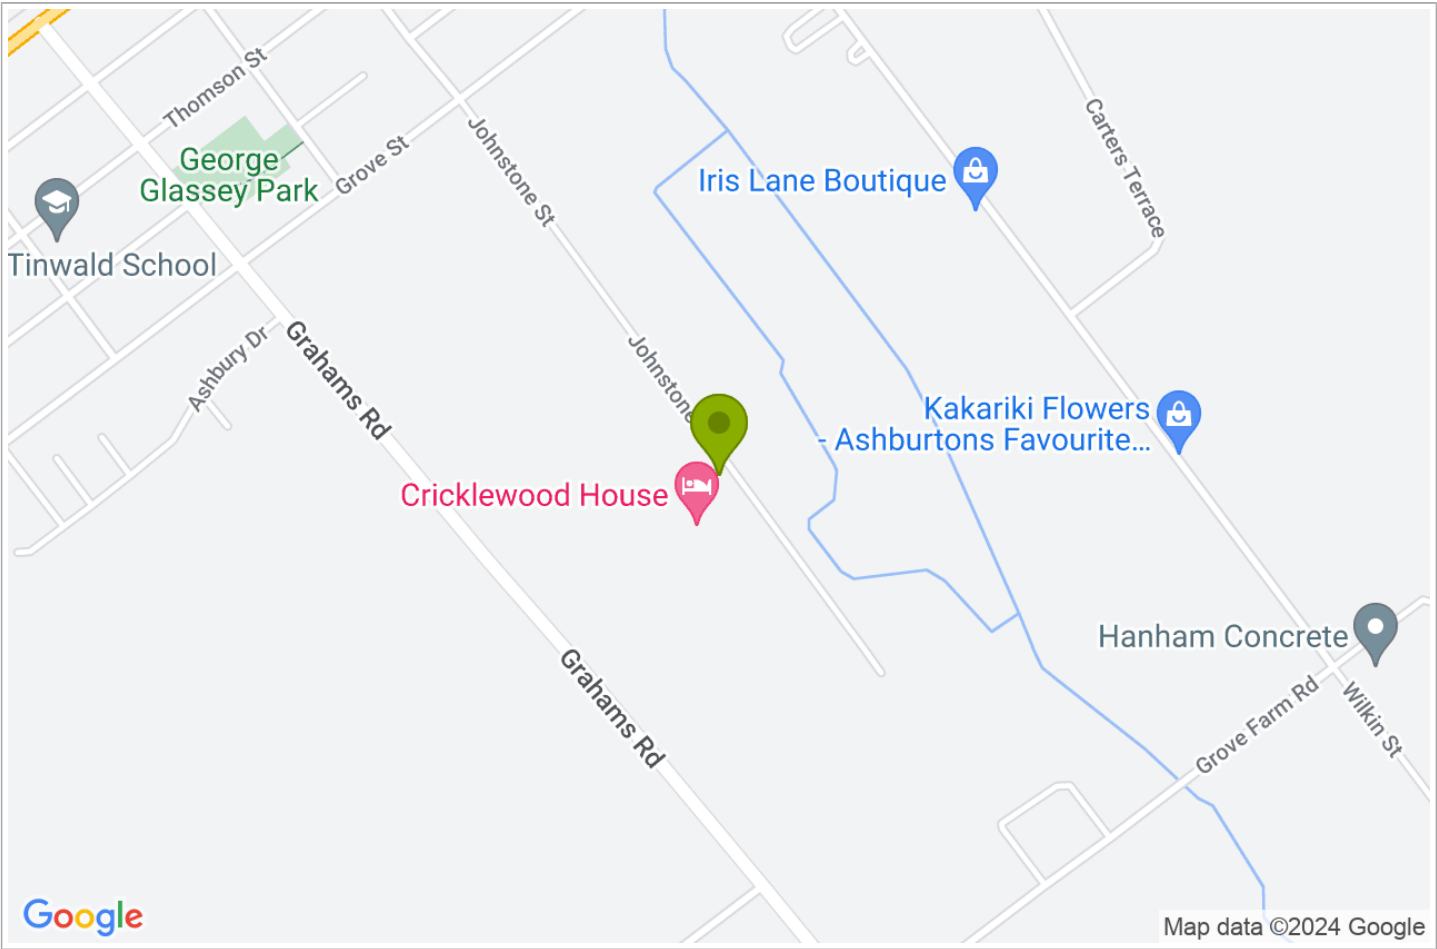 Thomson St
George
Glassey Park
Grove St
Johnstone St
Iris Lane Boutique
Carters Terrace
Tinwald School
Ashbury Dr
Grahams Rd
Johnstone
Kakariki Flowers
- Ashburtons Favourite...
Cricklewood House
Hanham Concrete
Grahams Rd
Grove Farm Rd
Wilkin St
Google
Map data ©2024 Google